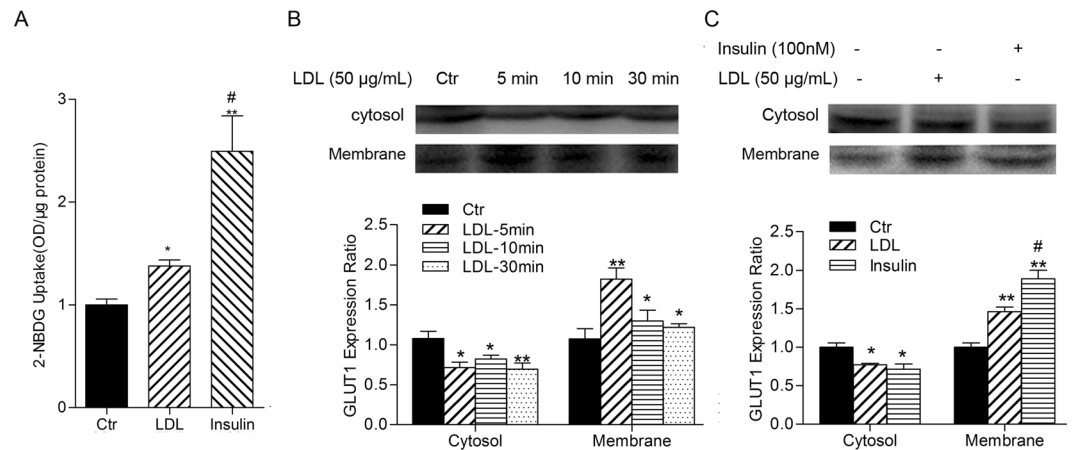 A
2-NBDG Uptake(OD/µg protein)
3
2
1
0
*
#
**
Ctr LDL Insulin
B
LDL (50 µg/mL) Ctr 5 min 10 min 30 min
cytosol
Membrane
GLUT1 Expression Ratio
2.5
2.0
1.5
1.0
0.5
0.0
Ctr
LDL-5min
LDL-10min
LDL-30min
* * **
** * *
Cytosol Membrane
C
Insulin (100nM) - - +
LDL (50 µg/mL) - + -
Cytosol
Membrane
GLUT1 Expression Ratio
2.5
2.0
1.5
1.0
0.5
0.0
Ctr
LDL
Insulin
#
* * ** **
Cytosol Membrane